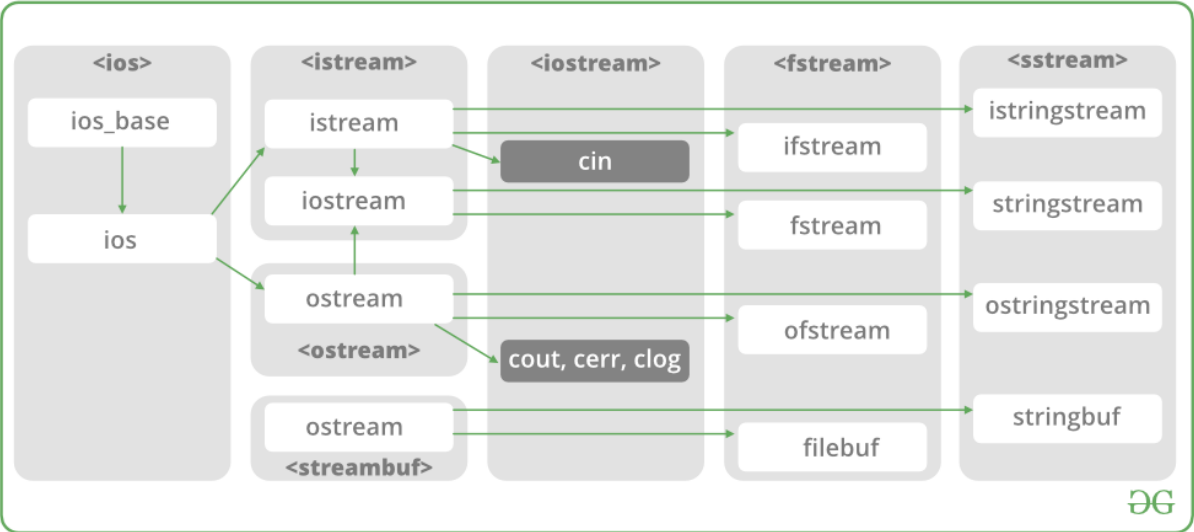 <ios>
ios_base
ios
<istream>
istream
iostream
ostream
<ostream>
ostream
<streambuf>
<iostream>
cin
cout, cerr, clog
<fstream>
ifstream
fstream
ofstream
filebuf
<sstream>
istringstream
stringstream
ostringstream
stringbuf